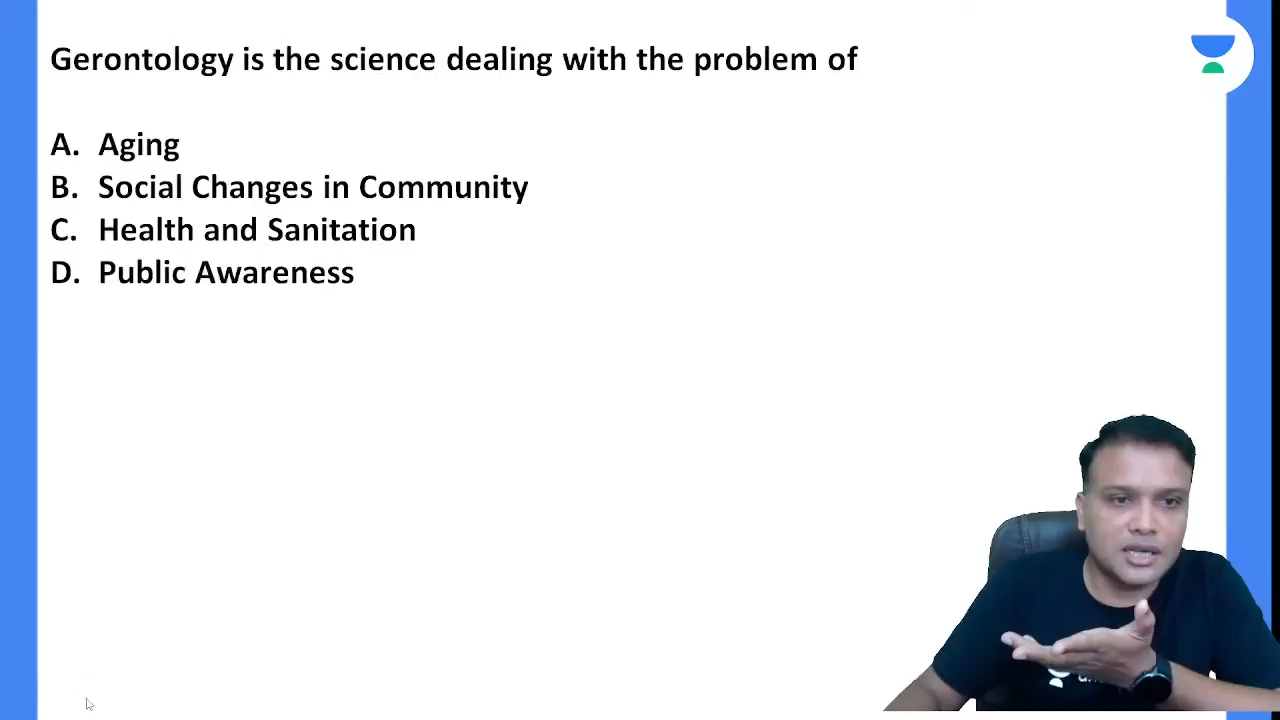 Gerontology is the science dealing with the problem of
A. Aging
B. Social Changes in Community
C. Health and Sanitation
D. Public Awareness